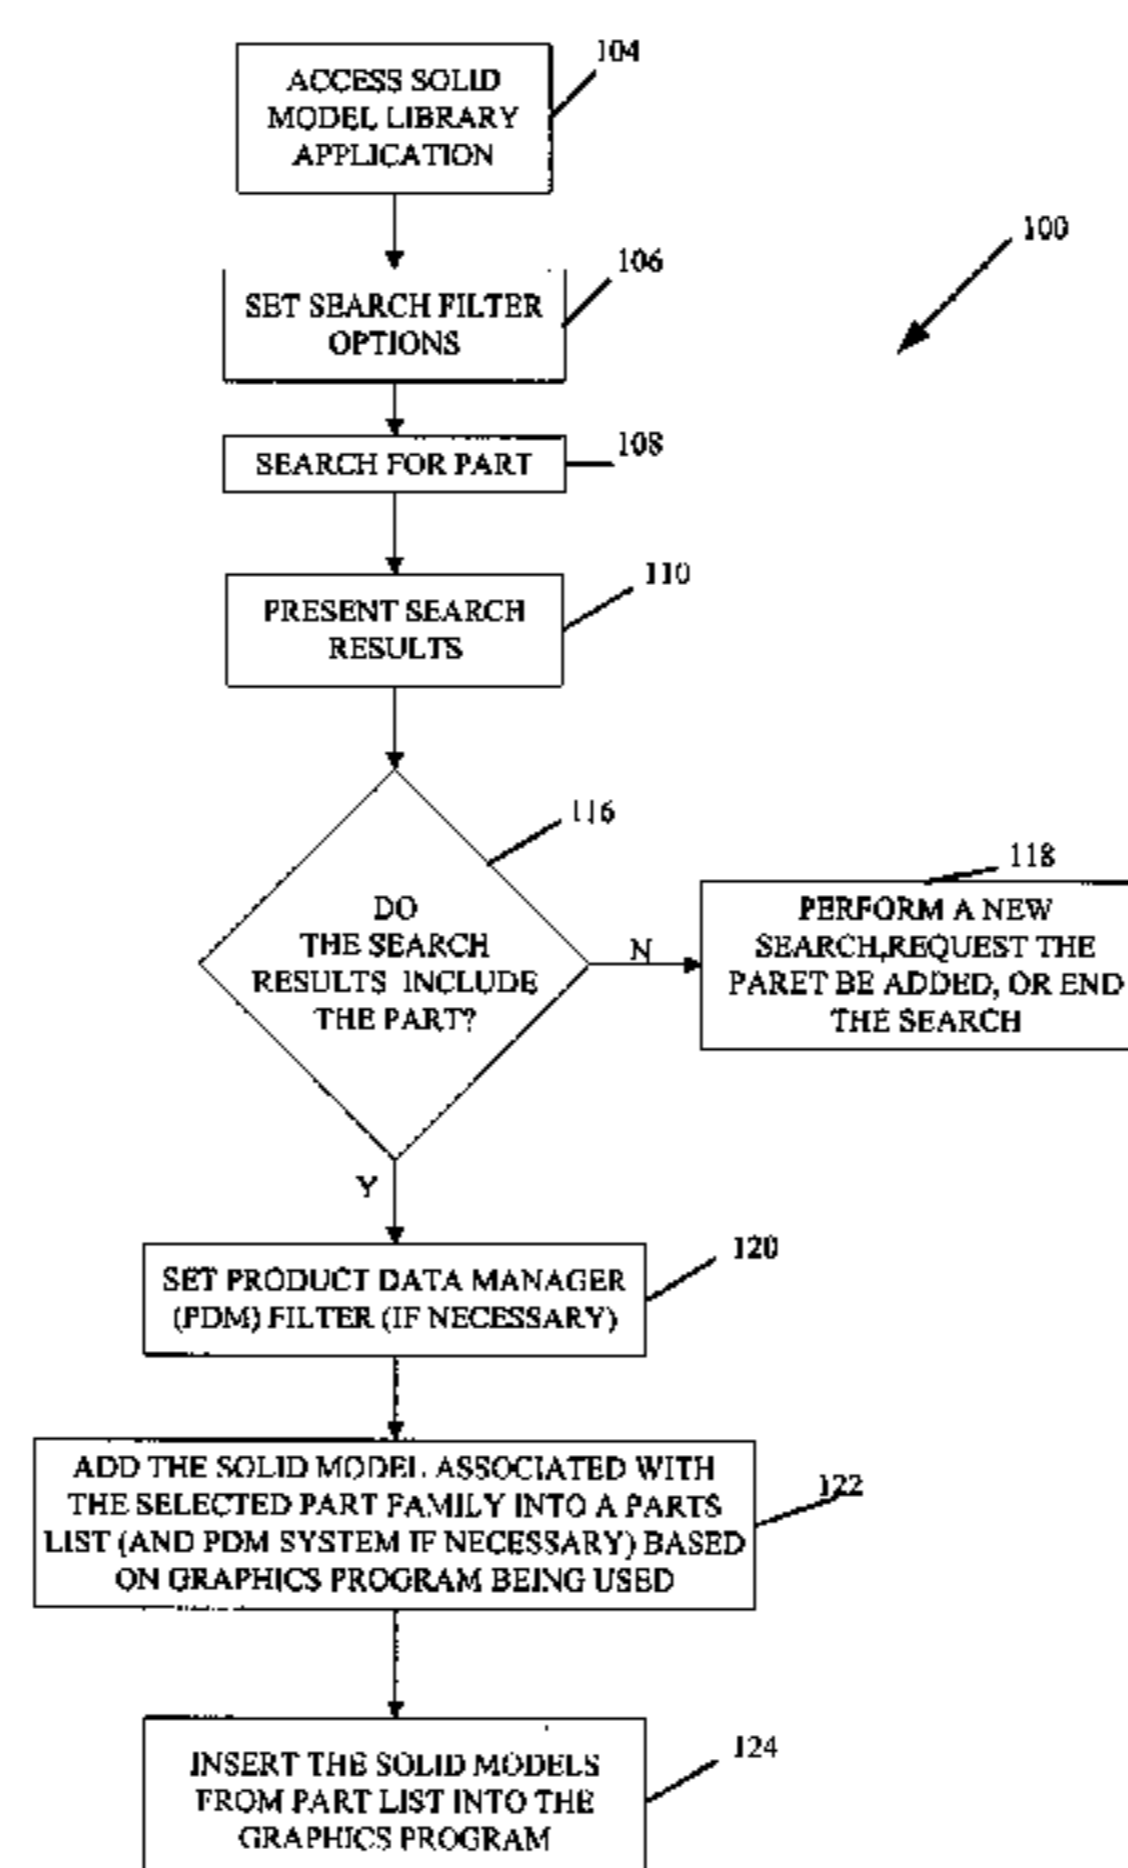 104
ACCESS SOLID
MODEL LIBRARY
APPLICATION
100
106
SET SEARCH FILTER
OPTIONS
108
SEARCH FOR PART
110
PRESENT SEARCH
RESULTS
116
DO
THE SEARCH
RESULTS INCLUDE
THE PART?
N
118
PERFORM A NEW
SEARCH,REQUEST THE
PARET BE ADDED, OR END
THE SEARCH
Y
120
SET PRODUCT DATA MANAGER
(PDM) FILTER (IF NECESSARY)
122
ADD THE SOLID MODEL ASSOCIATED WITH
THE SELECTED PART FAMILY INTO A PARTS
LIST (AND PDM SYSTEM IF NECESSARY) BASED
ON GRAPHICS PROGRAM BEING USED
124
INSERT THE SOLID MODELS
FROM PART LIST INTO THE
GRAPHICS PROGRAM